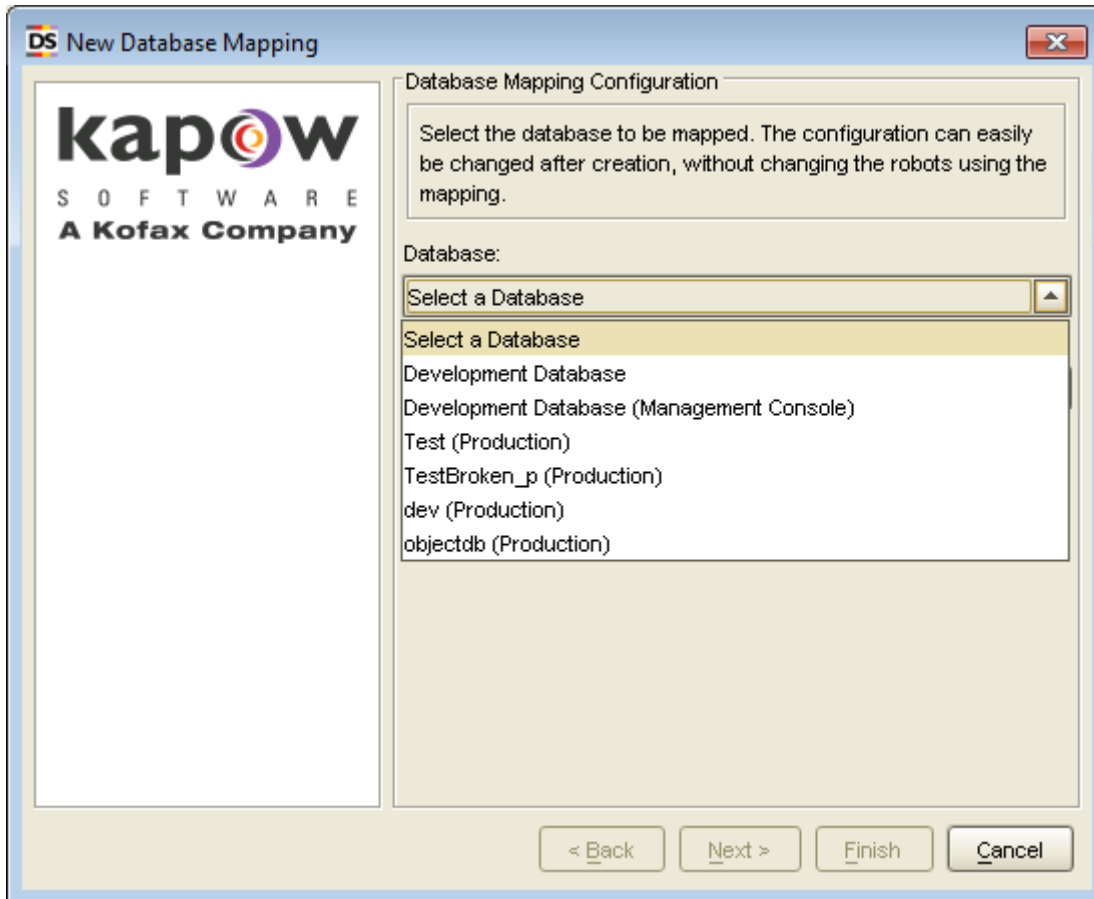 DS New Database Mapping
kapow
SOFTWARE
A Kofax Company
Database Mapping Configuration
Select the database to be mapped. The configuration can easily
be changed after creation, without changing the robots using the
mapping.
Database:
Select a Database
Select a Database
Development Database
Development Database (Management Console)
Test (Production)
TestBroken_p (Production)
dev (Production)
objectdb (Production)
< Back Next > Finish Cancel